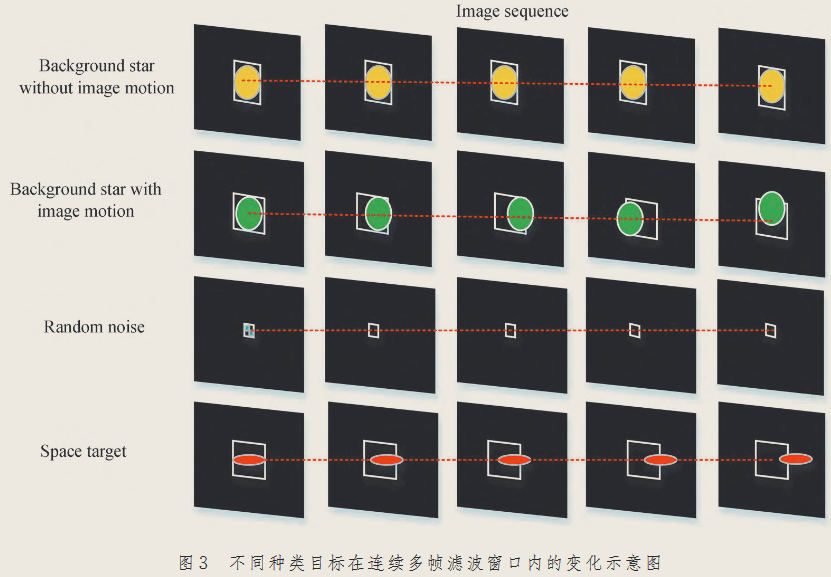 Image sequence
Background star
without image motion
Background star with
image motion
Random noise
Space target
图3 不同种类目标在连续多帧滤波窗口内的变化示意图